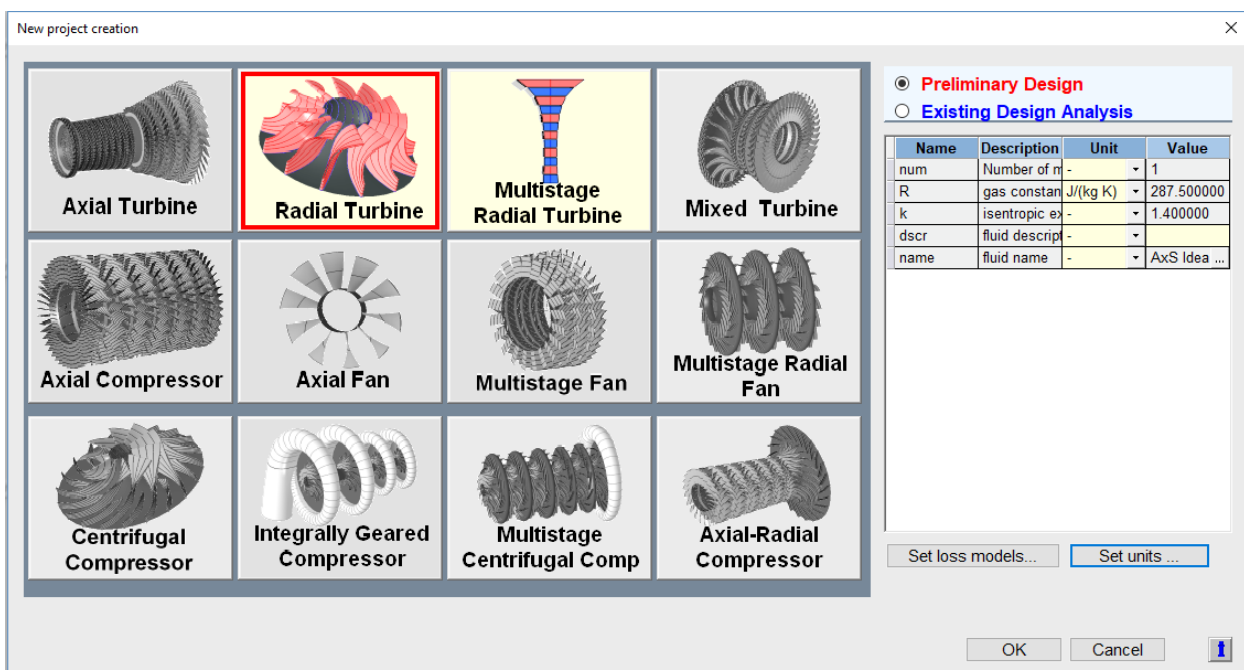 New project creation
Axial Turbine
Radial Turbine
Multistage
Radial Turbine
Mixed Turbine
Axial Compressor
Axial Fan
Multistage Fan
Multistage Radial
Fan
Centrifugal
Compressor
Integrally Geared
Compressor
Multistage
Centrifugal Comp
Axial-Radial
Compressor
Preliminary Design
Existing Design Analysis
Name Description Unit Value
num Number of m - 1
R gas constan J/(kg K) 287.500000
k isentropic ex - 1.400000
dscr fluid descript -
name fluid name - AxS Idea ...
Set loss models... Set units ...
OK Cancel